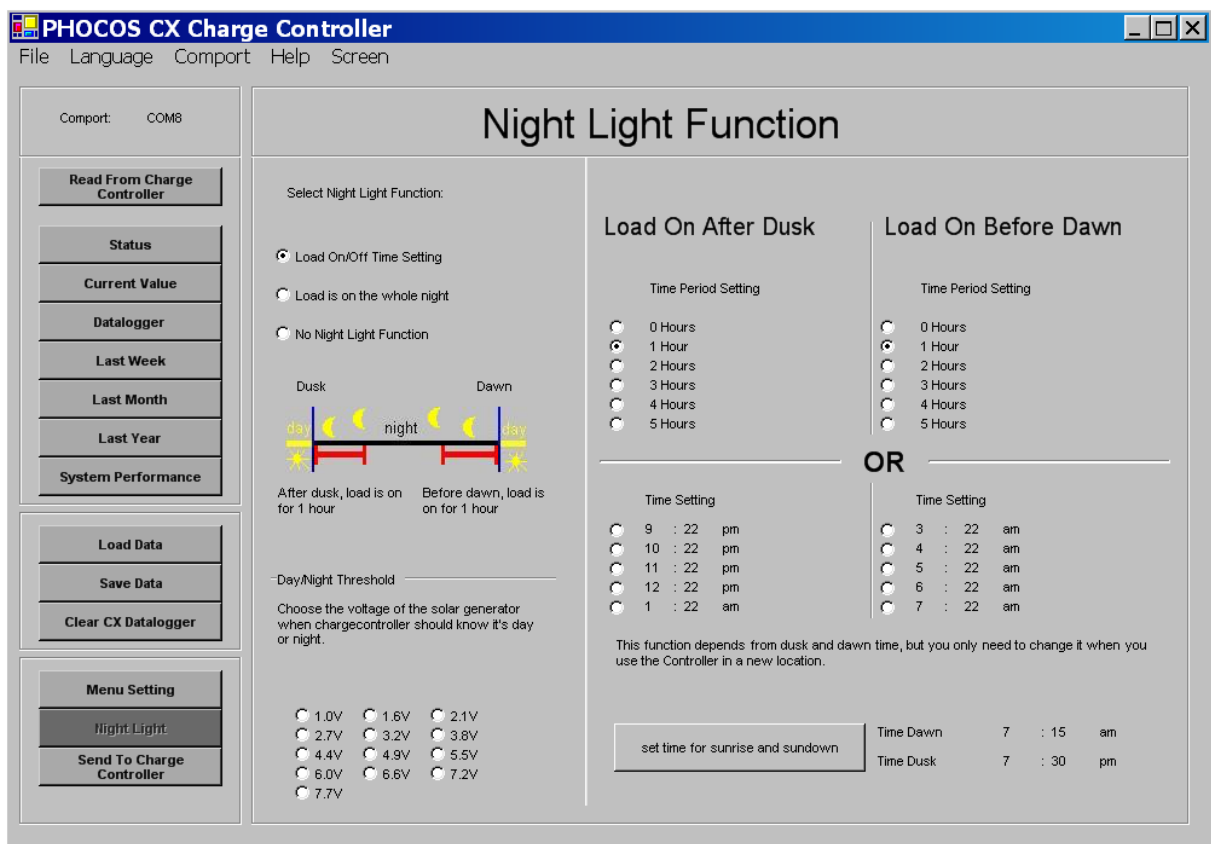 PHOCOS CX Charge Controller
File Language Comport Help Screen
Comport: COM8
Night Light Function
Read From Charge
Controller
Status
Current Value
Datalogger
Last Week
Last Month
Last Year
System Performance
Load Data
Save Data
Clear CX Datalogger
Menu Setting
Night Light
Send To Charge
Controller
Select Night Light Function:
Load On/Off Time Setting
Load is on the whole night
No Night Light Function
Dusk Dawn
day night day
After dusk, load is on
for 1 hour
Before dawn, load is
on for 1 hour
Day/Night Threshold
Choose the voltage of the solar generator
when chargecontroller should know it's day
or night.
1.0V 1.6V 2.1V
2.7V 3.2V 3.8V
4.4V 4.9V 5.5V
6.0V 6.6V 7.2V
7.7V
Load On After Dusk
Time Period Setting
0 Hours
1 Hour
2 Hours
3 Hours
4 Hours
5 Hours
Load On Before Dawn
Time Period Setting
0 Hours
1 Hour
2 Hours
3 Hours
4 Hours
5 Hours
OR
Time Setting
9 : 22 pm
10 : 22 pm
11 : 22 pm
12 : 22 pm
1 : 22 am
Time Setting
3 : 22 am
4 : 22 am
5 : 22 am
6 : 22 am
7 : 22 am
This function depends from dusk and dawn time, but you only need to change it when you
use the Controller in a new location.
set time for sunrise and sundown
Time Dawn 7 : 15 am
Time Dusk 7 : 30 pm